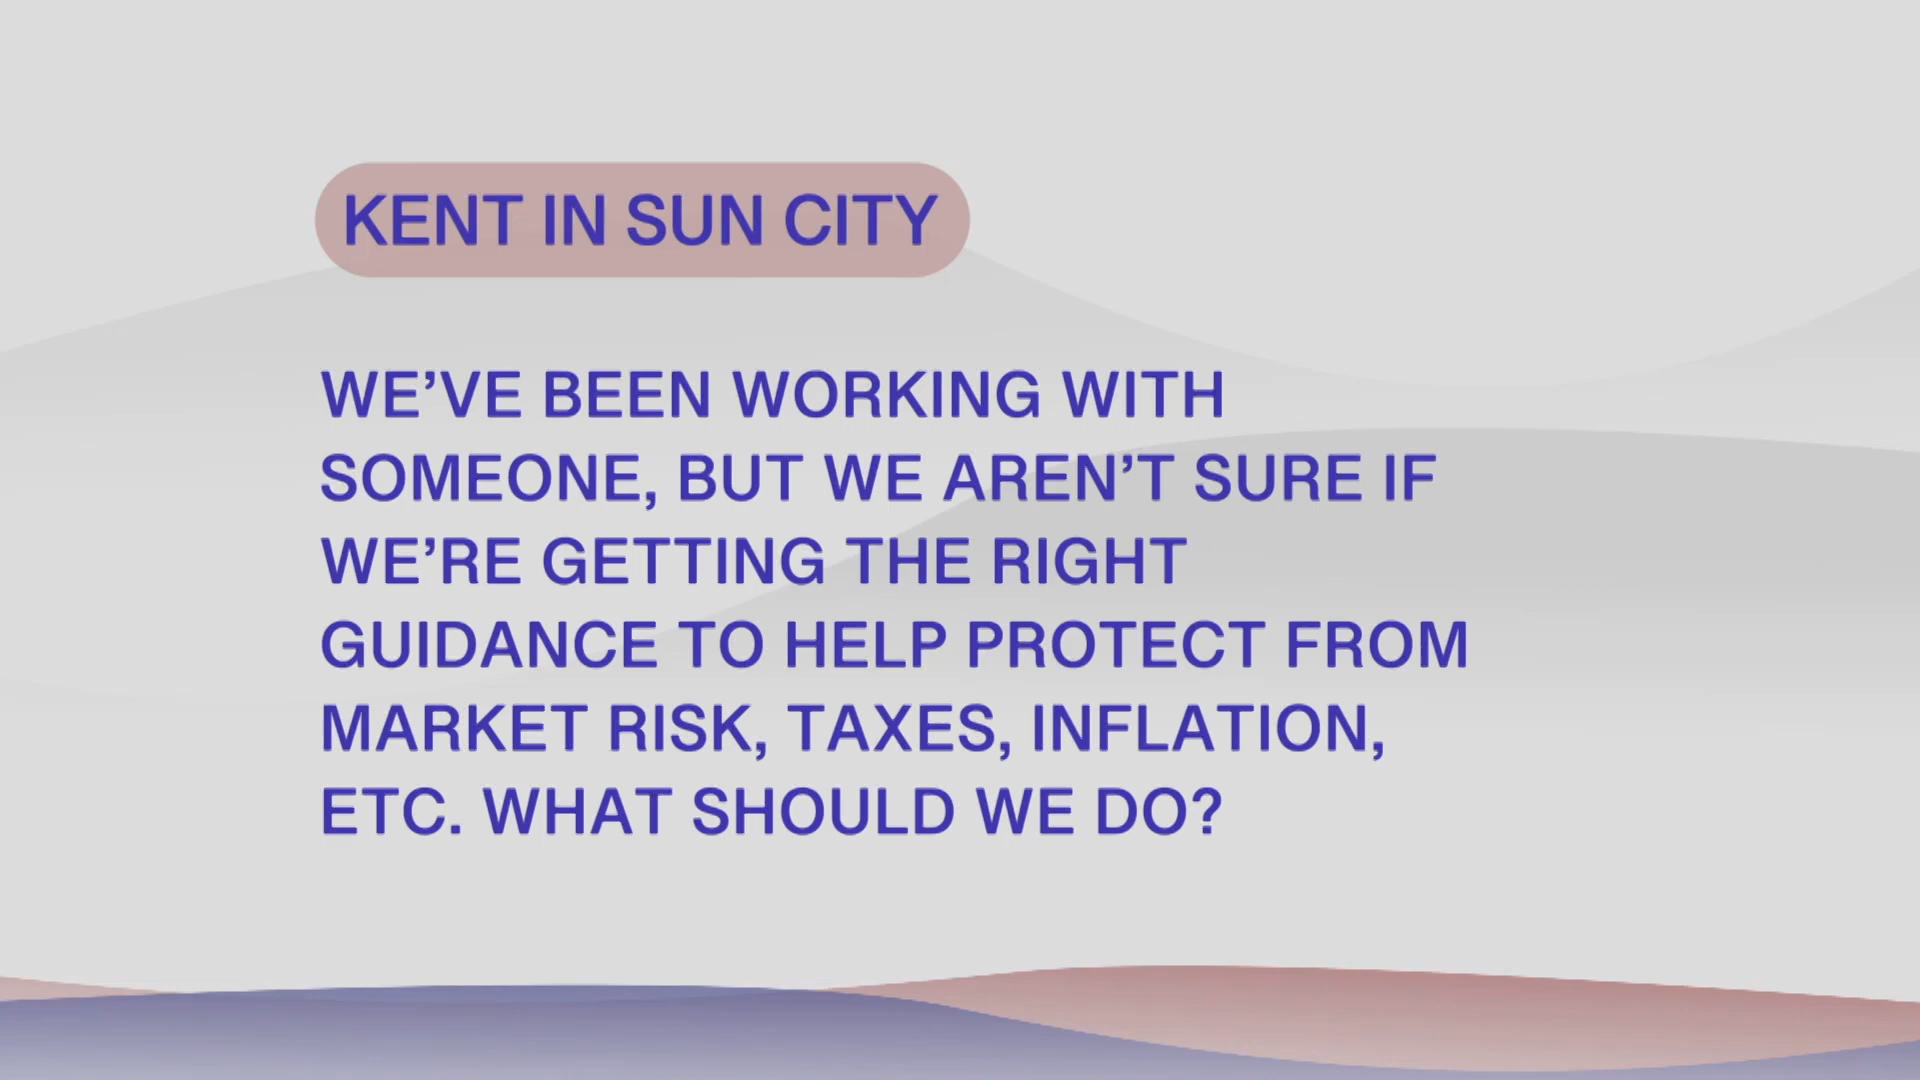 KENT IN SUN CITY
WE’VE BEEN WORKING WITH
SOMEONE, BUT WE AREN’T SURE IF
WE’RE GETTING THE RIGHT
GUIDANCE TO HELP PROTECT FROM
MARKET RISK, TAXES, INFLATION,
ETC. WHAT SHOULD WE DO?